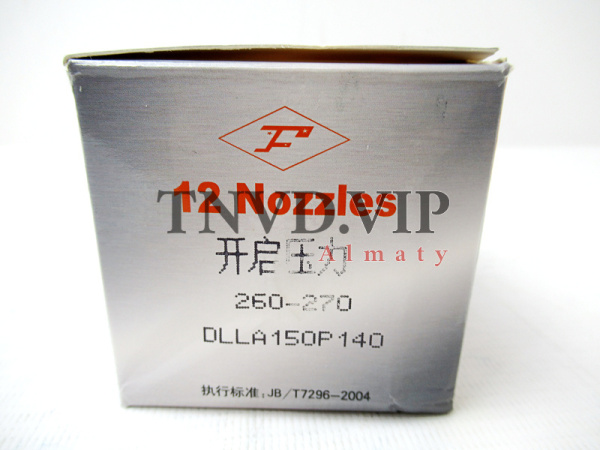 12 Nozzles
TNVD.VIP
Almaty
开启压力
260-270
DLLA150P140
执行标准:JB/T7296-2004